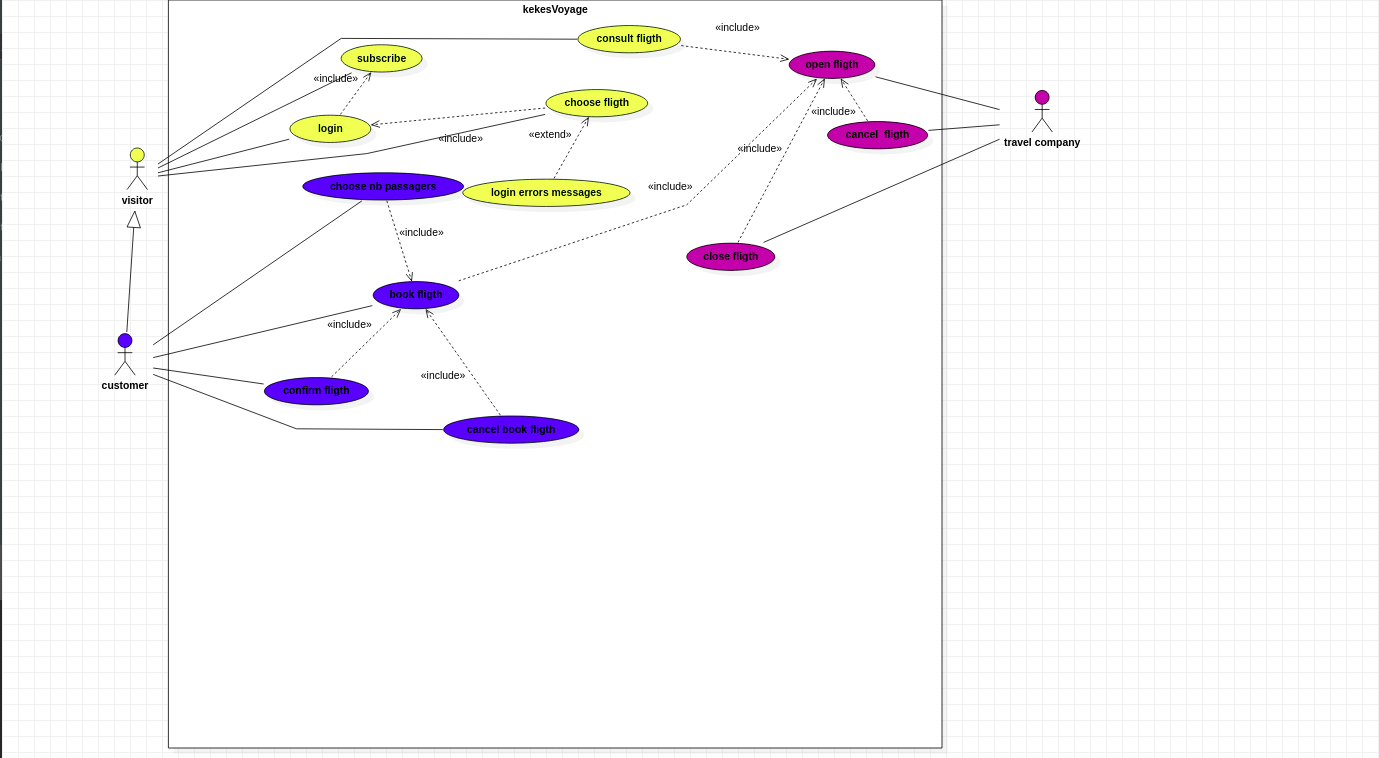 kekesVoyage
«include»
consult fligth
subscribe
open fligth
«include»
choose fligth
«include»
login
«extend»
cancel  fligth
«include»
travel company
«include»
visitor
choose nb passagers
login errors messages
«include»
«include»
close fligth
book fligth
«include»
customer
confirm fligth
«include»
cancel book fligth